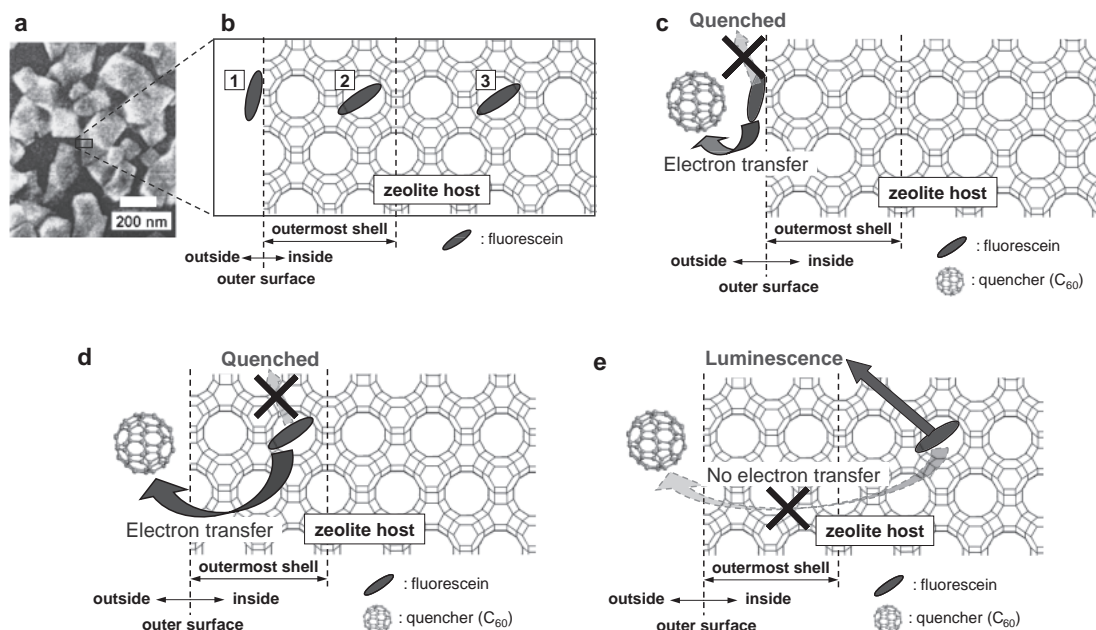 a
b
c
1
2
3
200 nm
zeolite host
outermost shell
outside
inside
outer surface
: fluorescein
Quenched
Electron transfer
zeolite host
outermost shell
outside
inside
outer surface
: fluorescein
: quencher (C₆₀)
d
Quenched
Electron transfer
zeolite host
outermost shell
outside
inside
outer surface
: fluorescein
: quencher (C₆₀)
e
Luminescence
No electron transfer
zeolite host
outermost shell
outside
inside
outer surface
: fluorescein
: quencher (C₆₀)